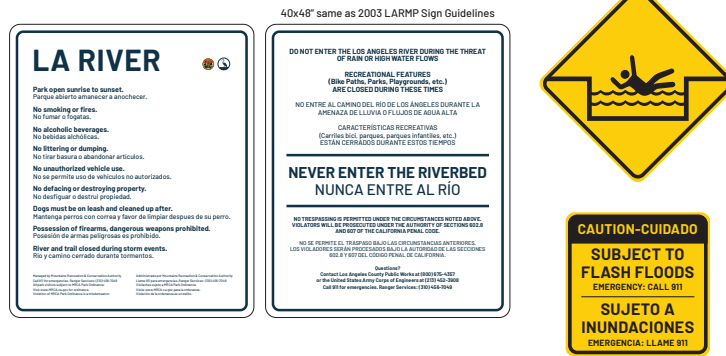 40x48" same as 2003 LARMP Sign Guidelines
LA RIVER
Park open sunrise to sunset.
Parque abierto amanecer a anochecer.
No smoking or fires.
No fumar o fogatas.
No alcoholic beverages.
No bebidas alchólicas.
No littering or dumping.
No tirar basura o abandonar artículos.
No unauthorized vehicle use.
No se permite uso de vehículos no autorizados.
No defacing or destroying property.
No desfigurar o destrui propiedad.
Dogs must be on leash and cleaned up after.
Mantenga perros con correa y favor de limpiar despues de su perro.
Possession of firearms, dangerous weapons prohibited.
Posesión de armas peligrosas es prohibido.
River and trail closed during storm events.
Río y camino cerrado durante tormentos.
Managed by Mountains Recreation & Conservation Authority
DO NOT ENTER THE LOS ANGELES RIVER DURING THE THREAT
OF RAIN OR HIGH WATER FLOWS
RECREATIONAL FEATURES
(Bike Paths, Parks, Playgrounds, etc.)
ARE CLOSED DURING THESE TIMES
NO ENTRE AL CAMINO DEL RÍO DE LOS ÁNGELES DURANTE LA
AMENAZA DE LLUVIA O FLUJOS DE AGUA ALTA
CARACTERÍSTICAS RECREATIVAS
(Carriles bici, parques, parques infantiles, etc.)
ESTÁN CERRADOS DURANTE ESTOS TIEMPOS
NEVER ENTER THE RIVERBED
NUNCA ENTRE AL RÍO
NO TRESPASSING IS PERMITTED UNDER THE CIRCUMSTANCES NOTED ABOVE.
VIOLATORS WILL BE PROSECUTED UNDER THE AUTHORITY OF SECTIONS 602.8
AND 607 OF THE CALIFORNIA PENAL CODE.
NO SE PERMITE EL TRASPASO BAJO LAS CIRCUNSTANCIAS ANTERIORES.
LOS VIOLADORES SERÁN PROCESADOS BAJO LA AUTORIDAD DE LAS SECCIONES
602.8 Y 607 DEL CÓDIGO PENAL DE CALIFORNIA.
Questions?
Contact Los Angeles County Public Works at (800) 675-4357
or the United States Army Corps of Engineers at (213) 452-3908
Call 911 for emergencies. Ranger Services: (310) 456-7049
CAUTION-CUIDADO
SUBJECT TO
FLASH FLOODS
EMERGENCY: CALL 911
SUJETO A
INUNDACIONES
EMERGENCIA: LLAME 911